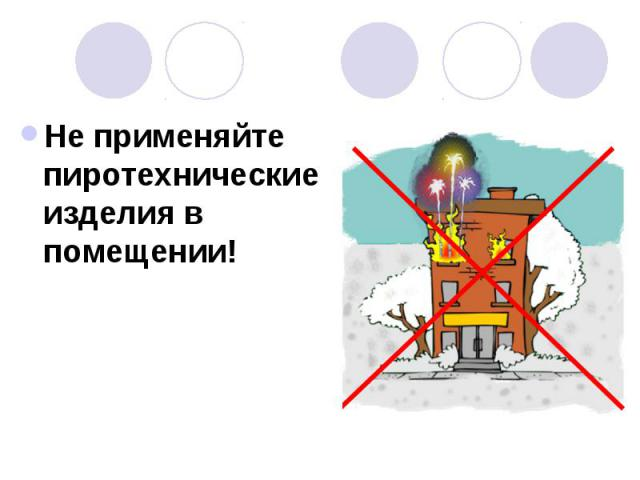 Не применяйте
пиротехнические
изделия в
помещении!